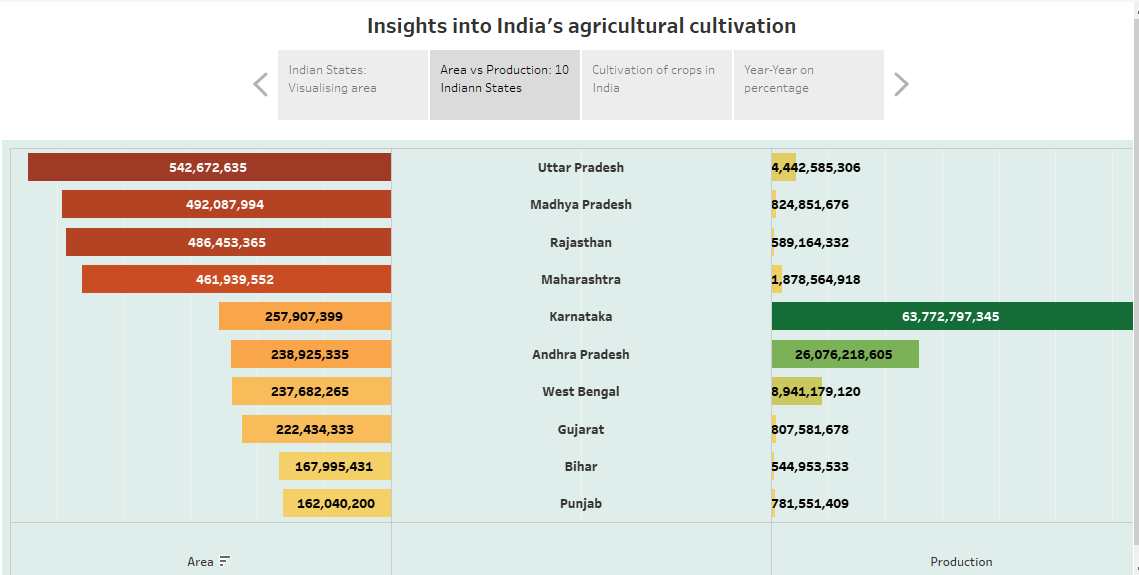 Insights into India's agricultural cultivation
Indian States:
Visualising area
Area vs Production: 10
Indiann States
Cultivation of crops in
India
Year-Year on
percentage
542,672,635 Uttar Pradesh 4,442,585,306
492,087,994 Madhya Pradesh 824,851,676
486,453,365 Rajasthan 589,164,332
461,939,552 Maharashtra 1,878,564,918
257,907,399 Karnataka 63,772,797,345
238,925,335 Andhra Pradesh 26,076,218,605
237,682,265 West Bengal 8,941,179,120
222,434,333 Gujarat 807,581,678
167,995,431 Bihar 544,953,533
162,040,200 Punjab 781,551,409
Area Production